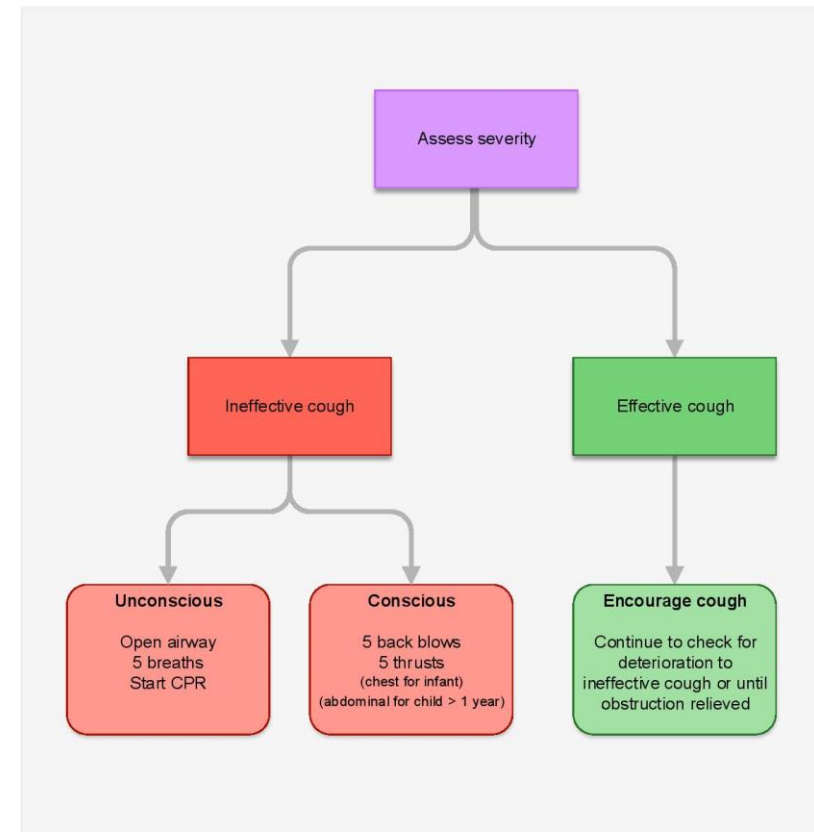 Assess severity
Ineffective cough
Effective cough
Unconscious
Open airway
5 breaths
Start CPR
Conscious
5 back blows
5 thrusts
(chest for infant)
(abdominal for child > 1 year)
Encourage cough
Continue to check for
deterioration to
ineffective cough or until
obstruction relieved